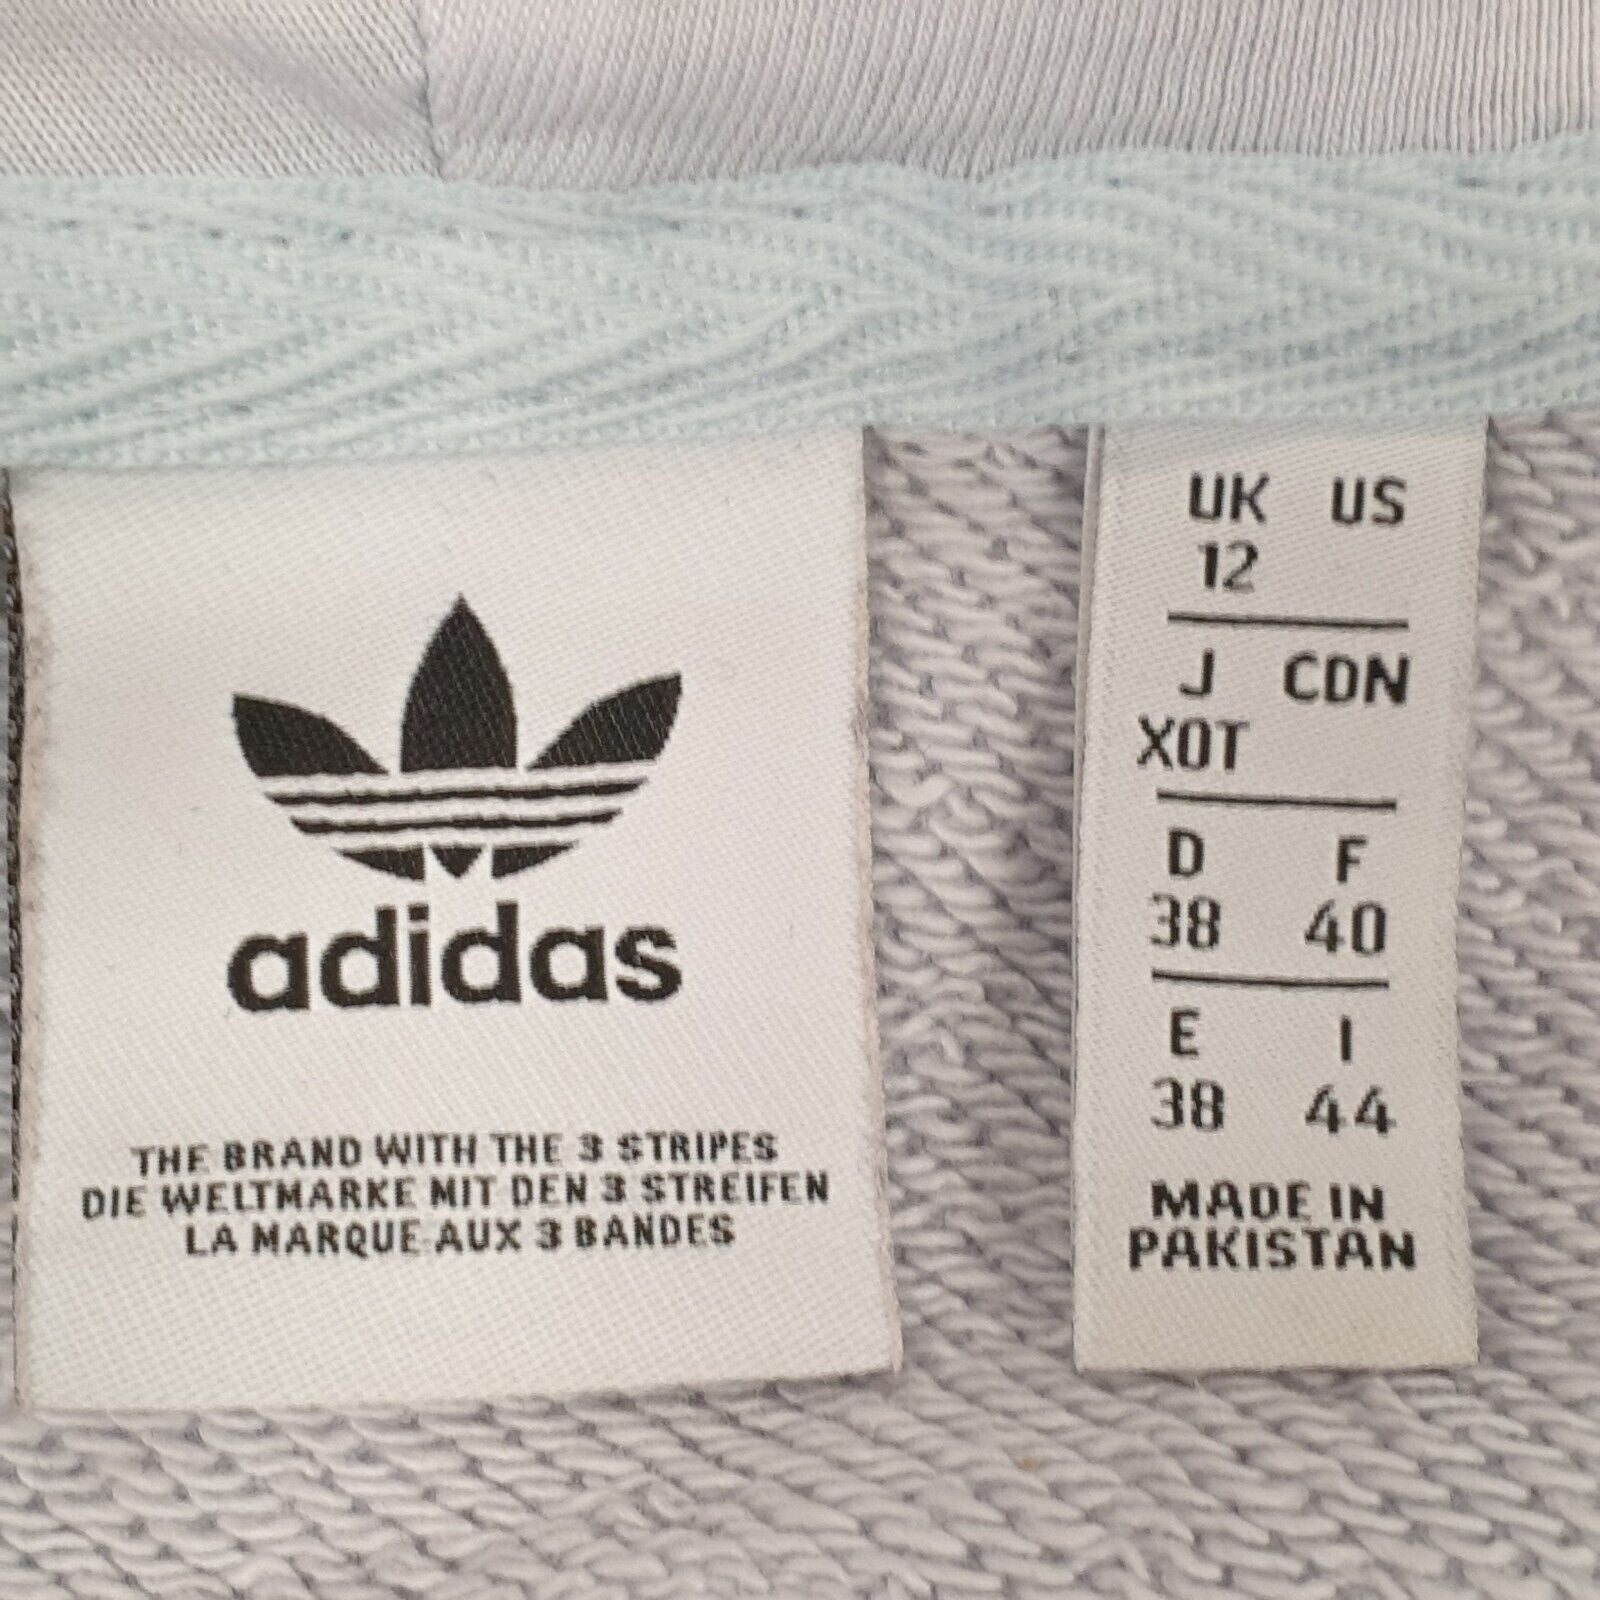 adidas
THE BRAND WITH THE 3 STRIPES
DIE WELTMARKE MIT DEN 3 STREIFEN
LA MARQUE AUX 3 BANDES
UK US
12
J CDN
XOT
D F
38 40
E I
38 44
MADE IN
PAKISTAN